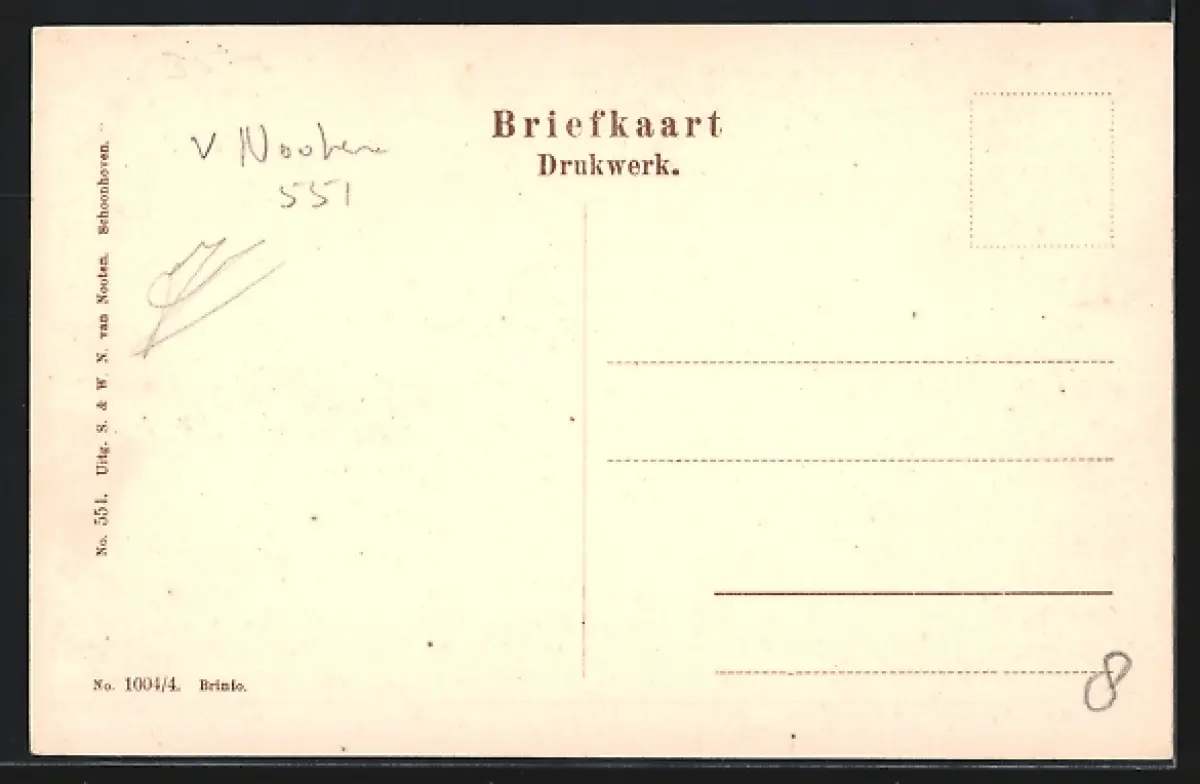 Briefkaart
Drukwerk.
v Nooten
551
No. 551. Uitg. S. & W. N. van Nooten. Schoonhoven.
No. 1004/4. Brinio.
8